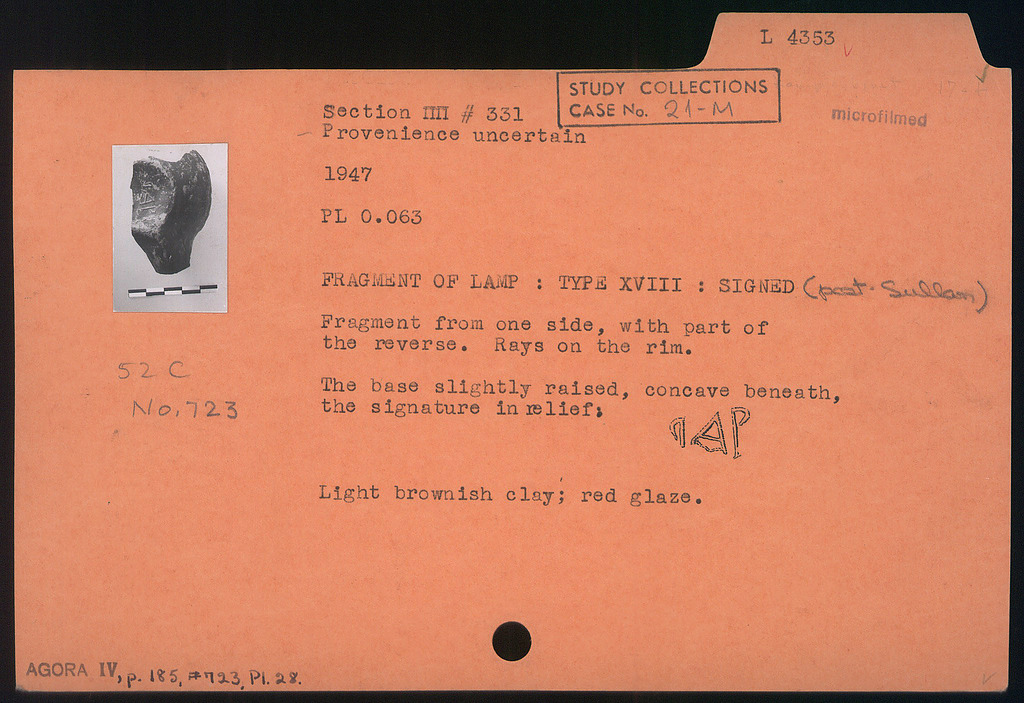 L 4353
STUDY COLLECTIONS
CASE No. 21-M
microfilmed
Section IIII # 331
Provenience uncertain
1947
PL 0.063
FRAGMENT OF LAMP : TYPE XVIII : SIGNED (post-Sullan)
Fragment from one side, with part of
the reverse. Rays on the rim.
52 C
No. 723
The base slightly raised, concave beneath,
the signature in relief;
Light brownish clay; red glaze.
AGORA IV, p. 185, #723, Pl. 28.